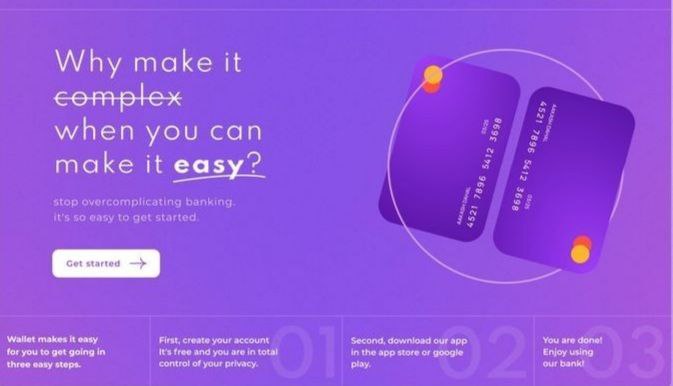 Why make it
complex
when you can
make it easy?
stop overcomplicating banking.
it's so easy to get started.
Get started
03/25
4521 7896 5412 3698
4521 7896 5412 3698
03/25
Wallet makes it easy
for you to get going in
three easy steps.
First, create your account
It's free and you are in total
control of your privacy.
01
Second, download our app
in the app store or google
play.
02
You are done!
Enjoy using
our bank!
03